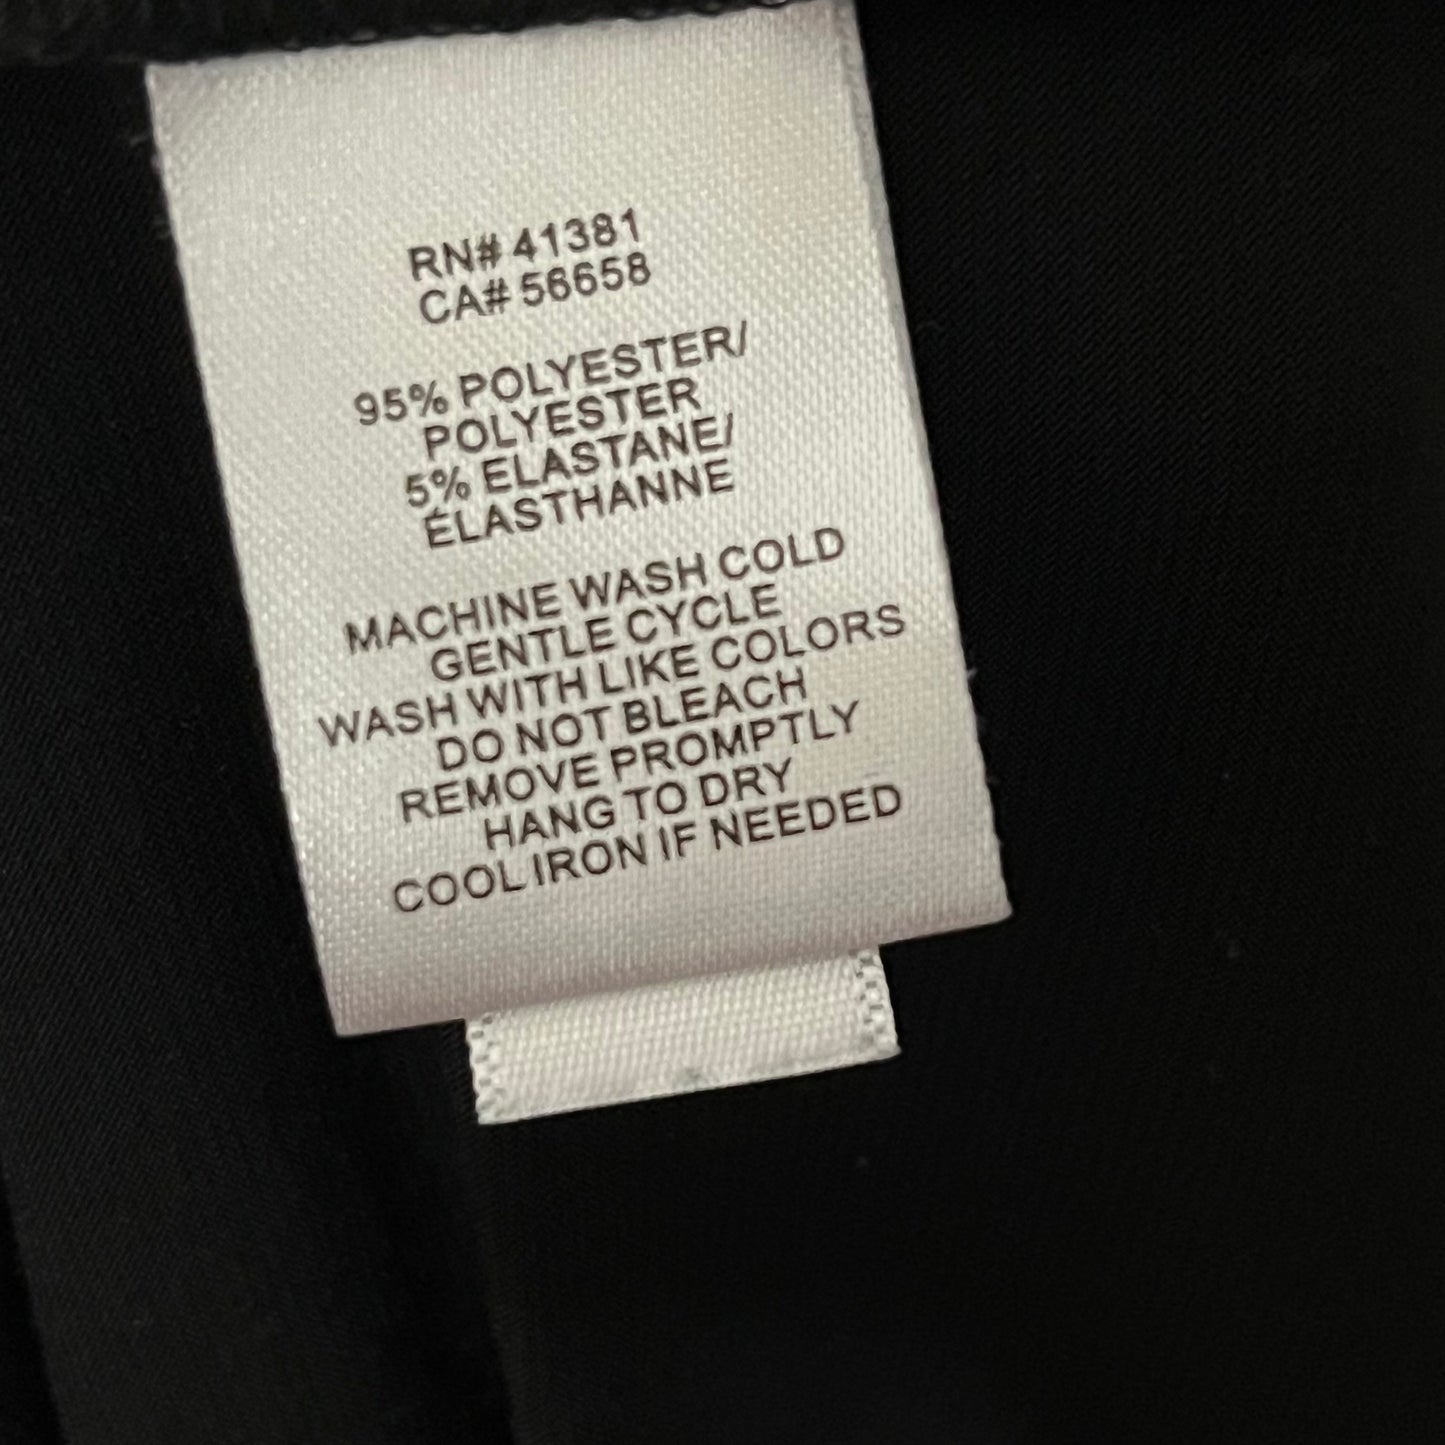 RN# 41381
CA# 56658
95% POLYESTER/
POLYESTER
5% ELASTANE/
ÉLASTHANNE
MACHINE WASH COLD
GENTLE CYCLE
WASH WITH LIKE COLORS
DO NOT BLEACH
REMOVE PROMPTLY
HANG TO DRY
COOL IRON IF NEEDED